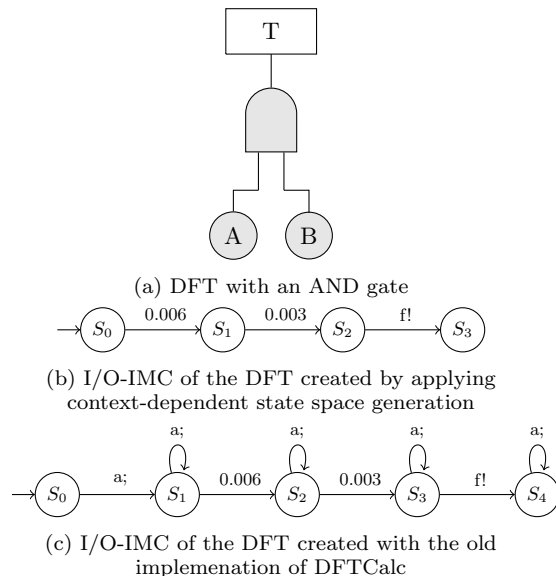 T
A B
(a) DFT with an AND gate
S0 0.006 S1 0.003 S2 f! S3
(b) I/O-IMC of the DFT created by applying
context-dependent state space generation
a; a; a; a;
S0 a; S1 0.006 S2 0.003 S3 f! S4
(c) I/O-IMC of the DFT created with the old
implemenation of DFTCalc